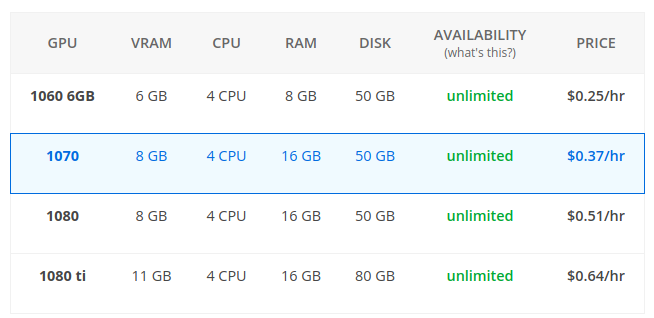 GPU VRAM CPU RAM DISK AVAILABILITY (what's this?) PRICE
1060 6GB 6 GB 4 CPU 8 GB 50 GB unlimited $0.25/hr
1070 8 GB 4 CPU 16 GB 50 GB unlimited $0.37/hr
1080 8 GB 4 CPU 16 GB 50 GB unlimited $0.51/hr
1080 ti 11 GB 4 CPU 16 GB 80 GB unlimited $0.64/hr